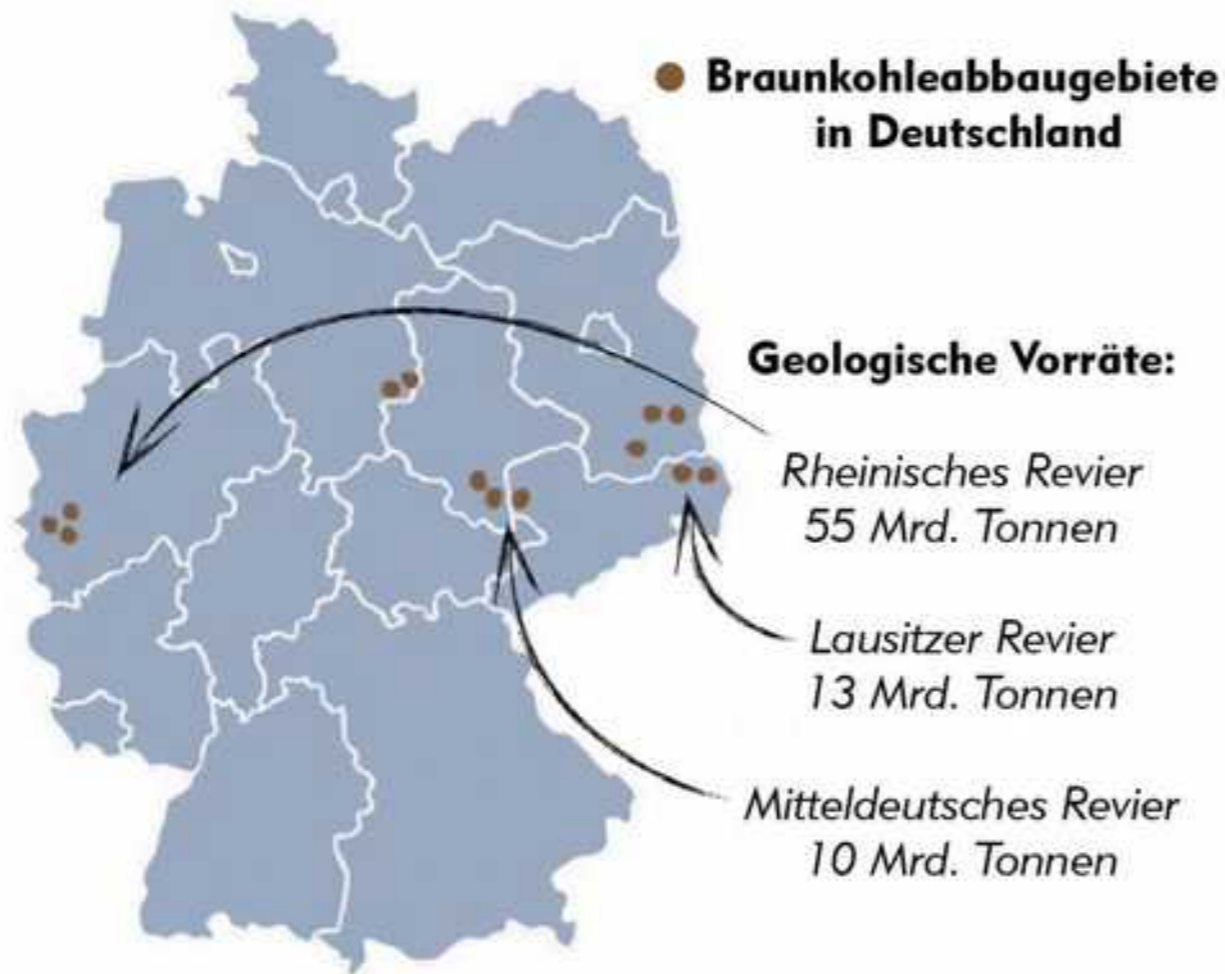 Braunkohleabbaugebiete
in Deutschland
Geologische Vorräte:
Rheinisches Revier
55 Mrd. Tonnen
Lausitzer Revier
13 Mrd. Tonnen
Mitteldeutsches Revier
10 Mrd. Tonnen